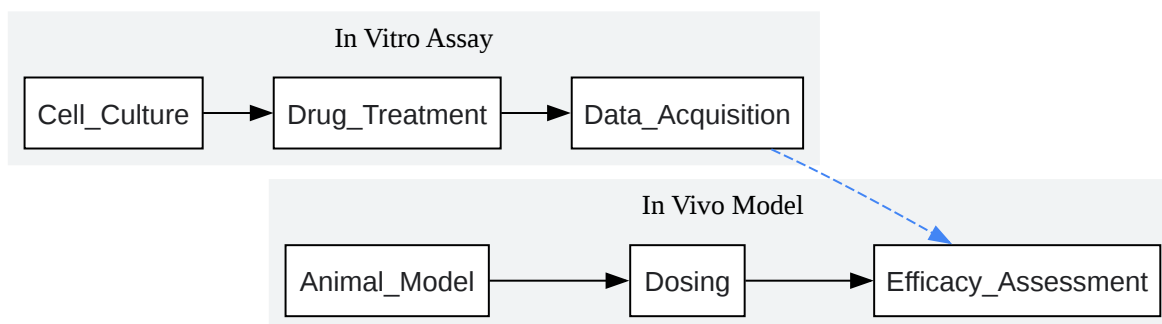 In Vitro Assay
Cell_Culture
Drug_Treatment
Data_Acquisition
In Vivo Model
Animal_Model
Dosing
Efficacy_Assessment